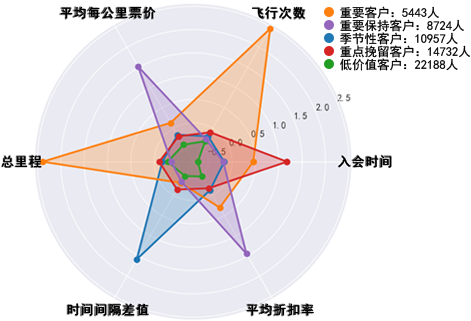 平均每公里票价
飞行次数
重要客户：5443人
重要保持客户：8724人
季节性客户：10957人
重点挽留客户：14732人
低价值客户：22188人
总里程
-0.5 0.0 0.5 1.0 1.5 2.0 2.5
入会时间
时间间隔差值
平均折扣率